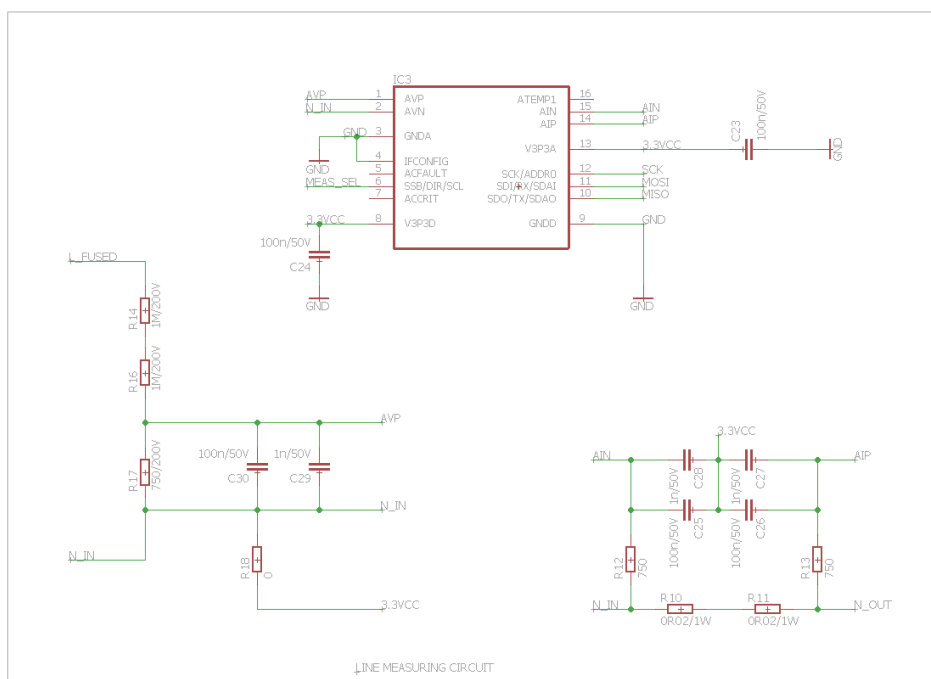 IC3
AVP 1 AVP ATEMP1 16
N_IN 2 AVN AIN 15 AIN
AIP 14 AIP
GND 3 GNDA
V3P3A 13 3.3VCC C23 100n/50V GND
GND 4 IFCONFIG
5 ACFAULT SCK/ADDR0 12 SCK
MEAS_SEL 6 SSB/DIR/SCL SDI/RX/SDAI 11 MOSI
7 ACCRIT SDO/TX/SDAO 10 MISO
3.3VCC 8 V3P3D GNDD 9 GND
100n/50V
C24
GND
GND
L_FUSED
R14 1M/200V
R16 1M/200V
AVP
R17 750/200V
100n/50V
C30
1n/50V
C29
N_IN
N_IN
R18 0
3.3VCC
3.3VCC
AIN
1n/50V C28
1n/50V C27
AIP
100n/50V C25
100n/50V C26
R12 750
R13 750
N_IN
R10
0R02/1W
R11
0R02/1W
N_OUT
LINE MEASURING CIRCUIT